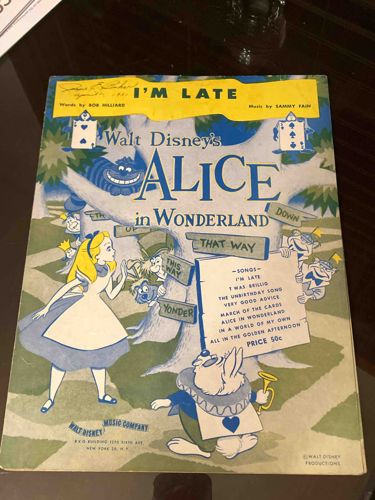 I'M LATE
Words by BOB HILLIARD
Music by SAMMY FAIN
Walt Disney's
ALICE
in WONDERLAND
UP
DOWN
THAT WAY
THIS WAY
YONDER
—SONGS—
I'M LATE
T WAS BRILLIG
THE UNBIRTHDAY SONG
VERY GOOD ADVICE
MARCH OF THE CARDS
ALICE IN WONDERLAND
IN A WORLD OF MY OWN
ALL IN THE GOLDEN AFTERNOON
PRICE 50c
WALT DISNEY MUSIC COMPANY
R.K.O BUILDING 1270 SIXTH AVE.
NEW YORK 20, N.Y.
©WALT DISNEY
PRODUCTIONS